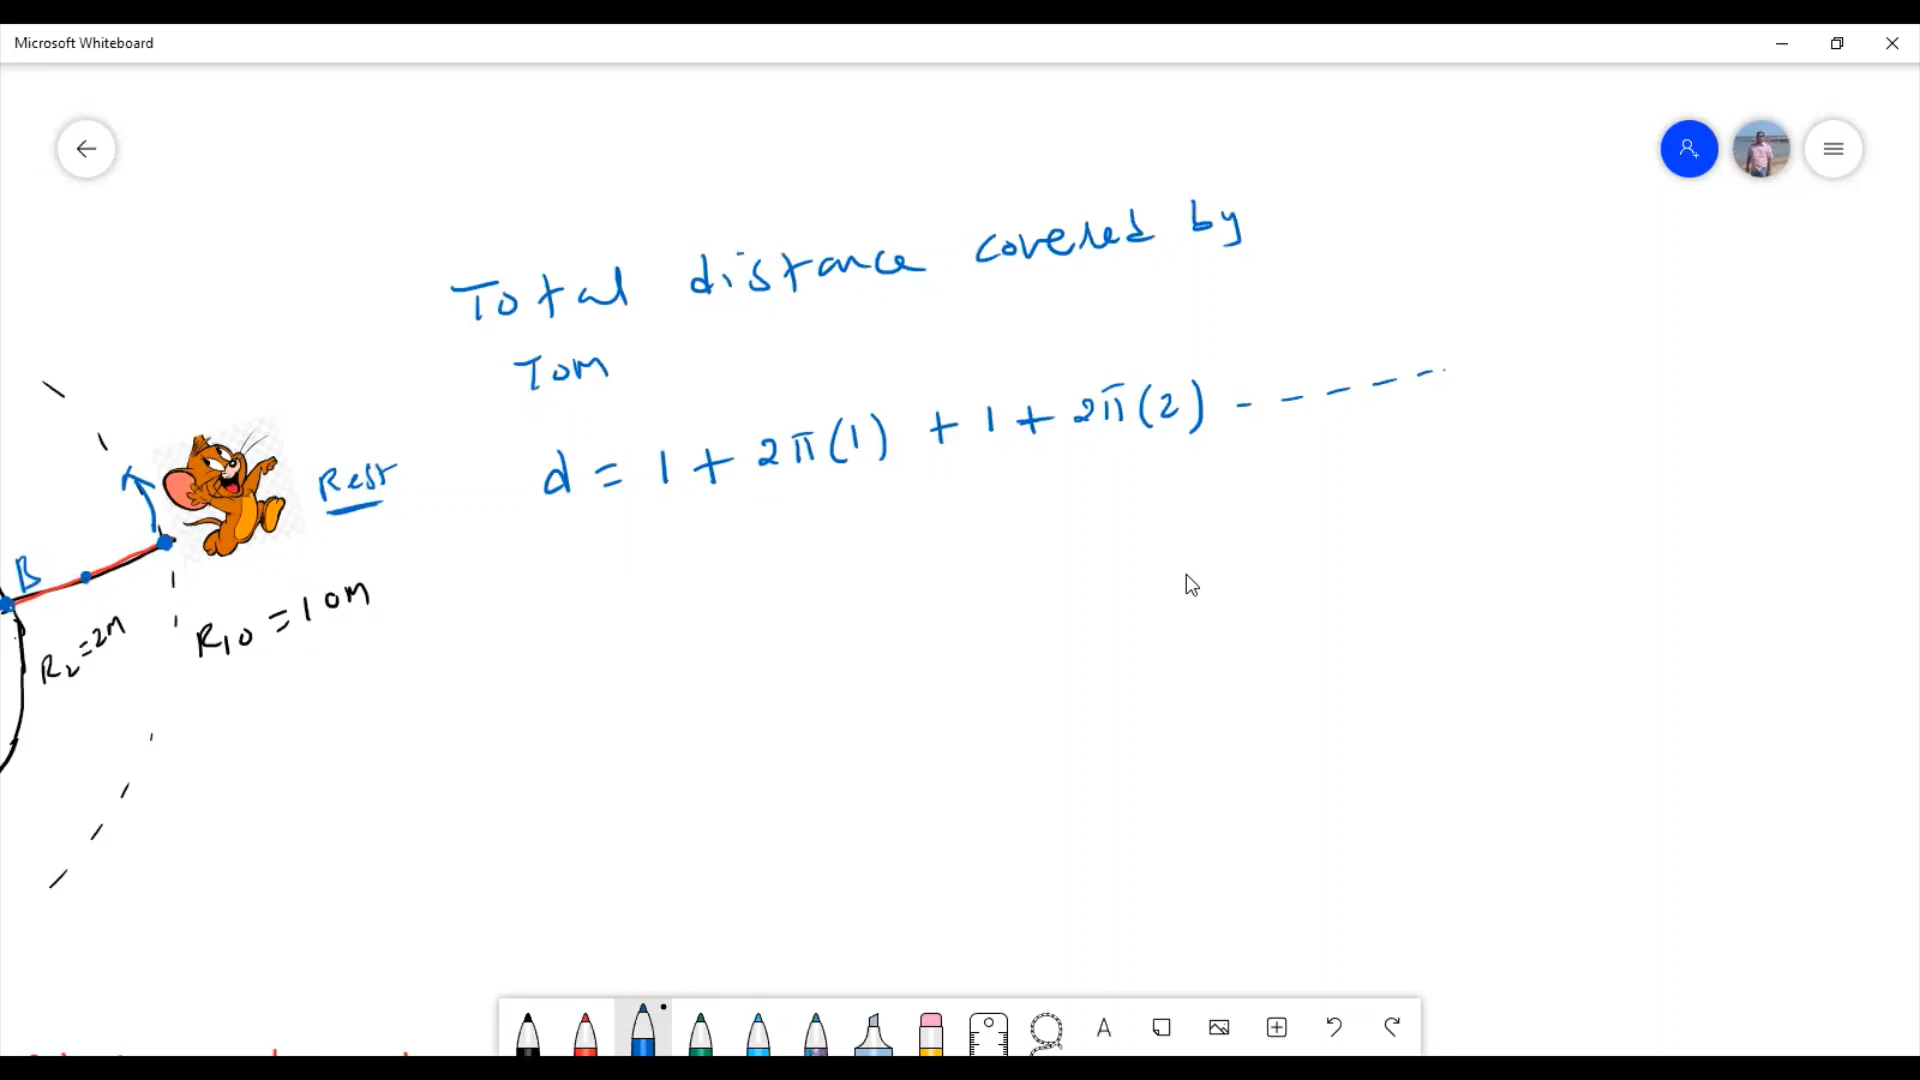 Microsoft Whiteboard
Total distance covered by
Tom
d = 1 + 2π(1) + 1 + 2π(2) - - - - - -
Rest
B
R₂ = 2m
R₁₀ = 10m
A